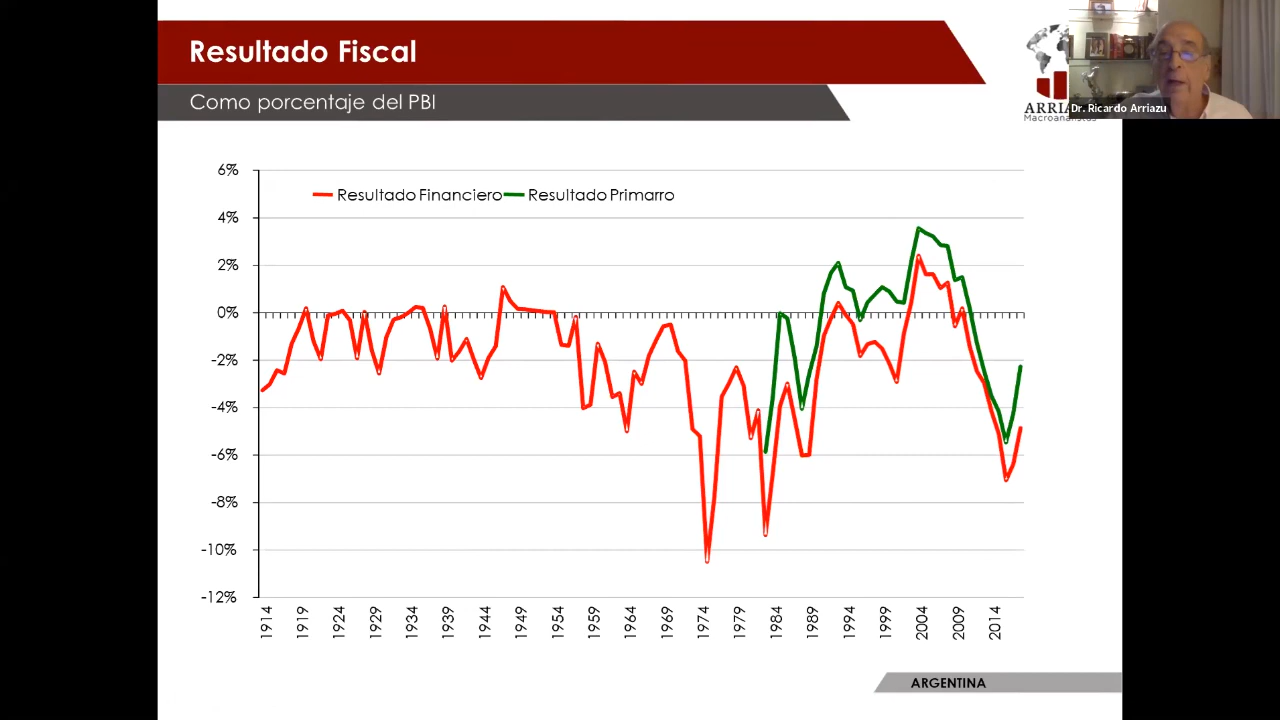 Resultado Fiscal
Como porcentaje del PBI
ARRIA
Macroanalistas
Dr. Ricardo Arriazu
6%
4%
2%
0%
-2%
-4%
-6%
-8%
-10%
-12%
Resultado Financiero Resultado Primarro
1914 1919 1924 1929 1934 1939 1944 1949 1954 1959 1964 1969 1974 1979 1984 1989 1994 1999 2004 2009 2014
ARGENTINA